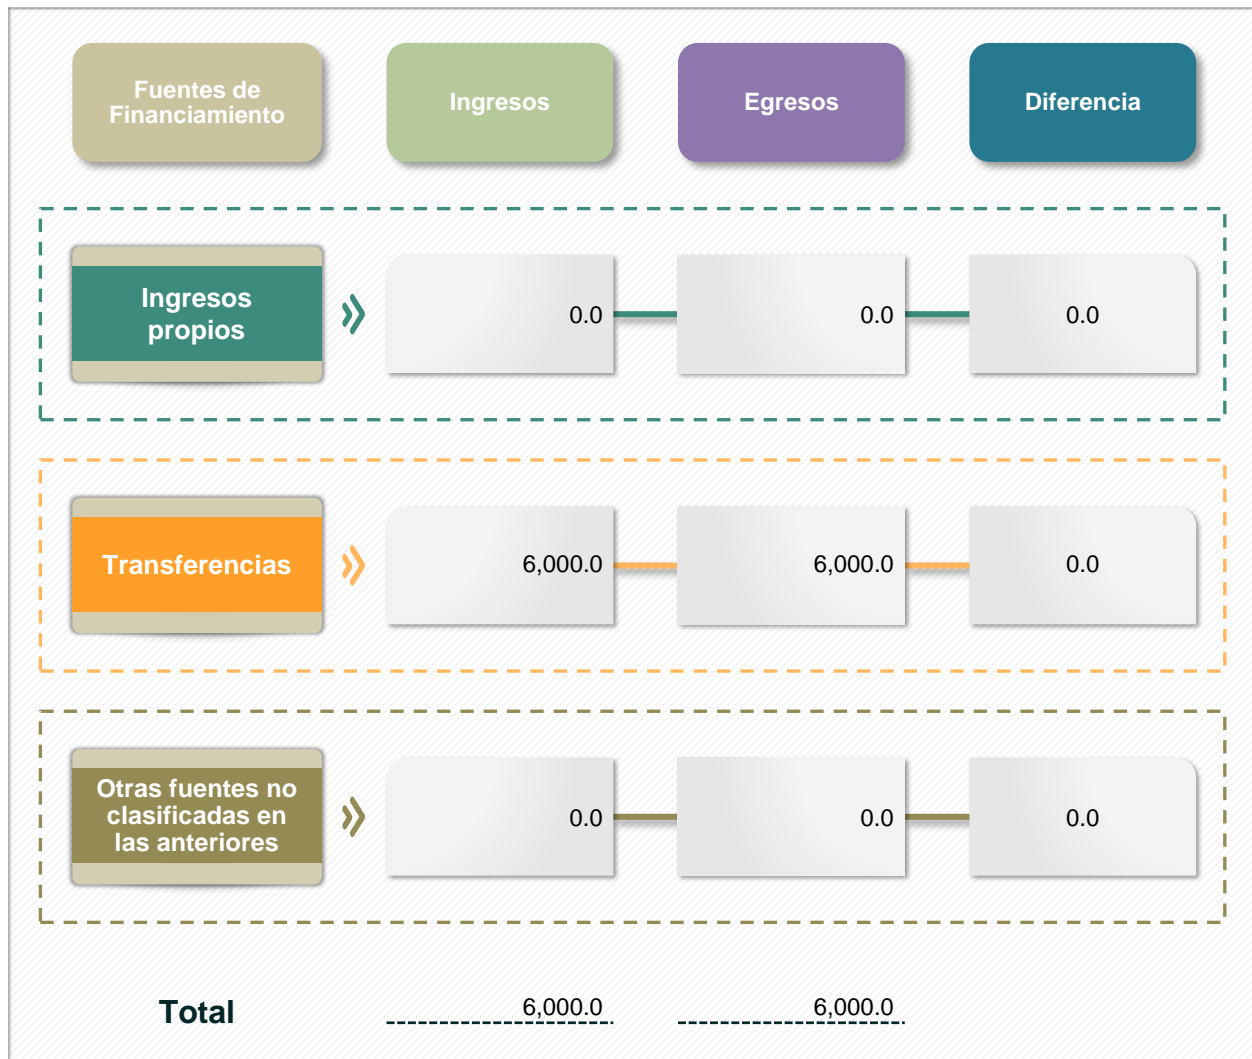 Fuentes de
Financiamiento
Ingresos
Egresos
Diferencia
Ingresos
propios
0.0
0.0
0.0
Transferencias
6,000.0
6,000.0
0.0
Otras fuentes no
clasificadas en
las anteriores
0.0
0.0
0.0
Total
6,000.0
6,000.0